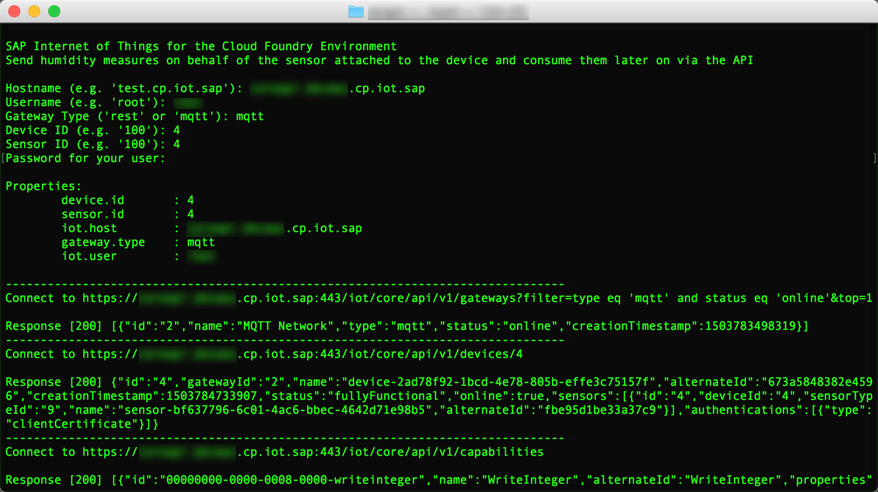 SAP Internet of Things for the Cloud Foundry Environment
Send humidity measures on behalf of the sensor attached to the device and consume them later on via the API
Hostname (e.g. 'test.cp.iot.sap'): .cp.iot.sap
Username (e.g. 'root'):
Gateway Type ('rest' or 'mqtt'): mqtt
Device ID (e.g. '100'): 4
Sensor ID (e.g. '100'): 4
[Password for your user: ]
Properties:
device.id : 4
sensor.id : 4
iot.host : .cp.iot.sap
gateway.type : mqtt
iot.user :
--------------------------------------------------------------------------------
Connect to https:// .cp.iot.sap:443/iot/core/api/v1/gateways?filter=type eq 'mqtt' and status eq 'online'&top=1
Response [200] [{"id":"2","name":"MQTT Network","type":"mqtt","status":"online","creationTimestamp":1503783498319}]
--------------------------------------------------------------------------------
Connect to https:// .cp.iot.sap:443/iot/core/api/v1/devices/4
Response [200] {"id":"4","gatewayId":"2","name":"device-2ad78f92-1bcd-4e78-805b-effe3c75157f","alternateId":"673a5848382e459
6","creationTimestamp":1503784733907,"status":"fullyFunctional","online":true,"sensors":[{"id":"4","deviceId":"4","sensorType
eId":"9","name":"sensor-bf637796-6c01-4ac6-bbec-4642d71e98b5","alternateId":"fbe95d1be33a37c9"}],"authentications":[{"type":
"clientCertificate"}]}
--------------------------------------------------------------------------------
Connect to https:// .cp.iot.sap:443/iot/core/api/v1/capabilities
Response [200] [{"id":"00000000-0000-0008-0000-writeinteger","name":"WriteInteger","alternateId":"WriteInteger","properties"